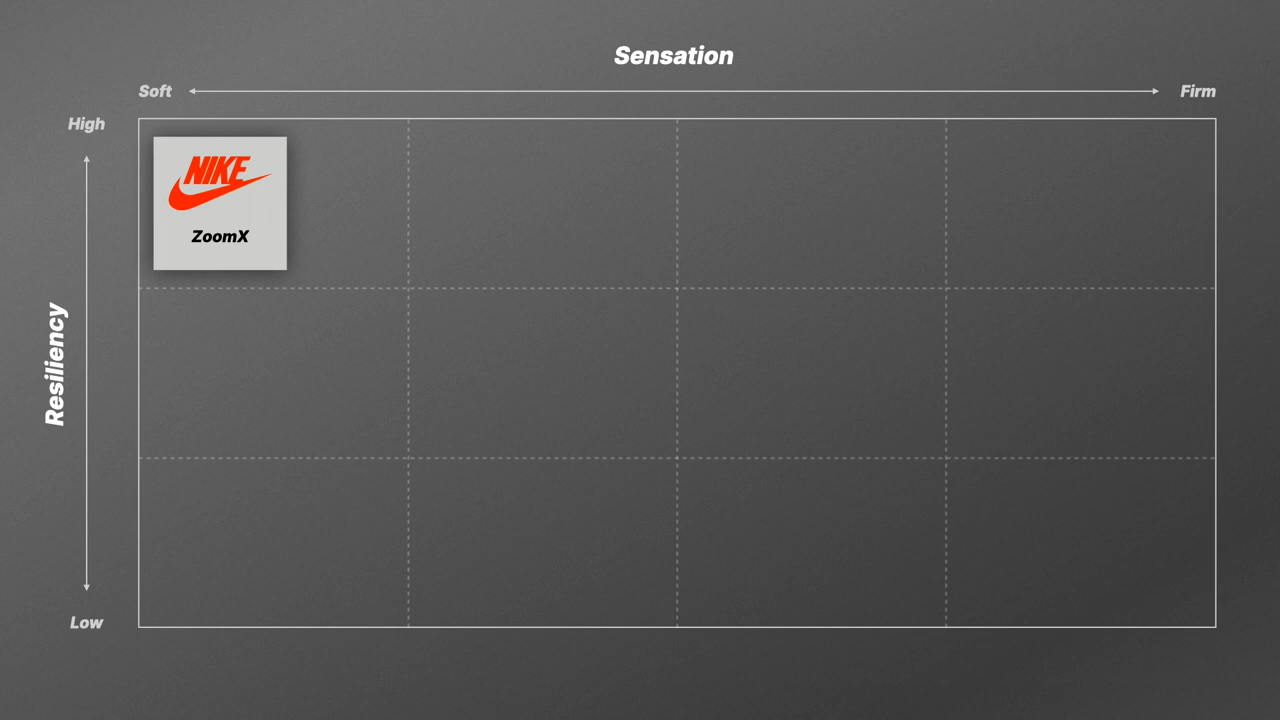 Sensation
Soft
Firm
High
NIKE
ZoomX
Resiliency
Low